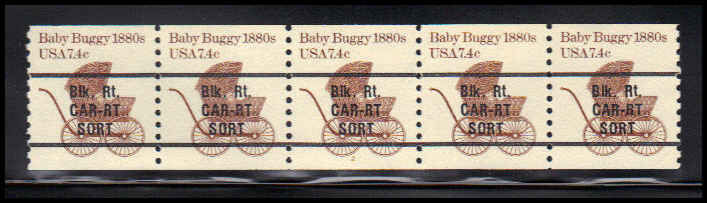 Baby Buggy 1880s Baby Buggy 1880s Baby Buggy 1880s Baby Buggy 1880s Baby Buggy 1880s
USA 7.4c USA 7.4c USA 7.4c USA 7.4c USA 7.4c
Blk. Rt. Blk. Rt. Blk. Rt. Blk. Rt. Blk. Rt.
CAR-RT CAR-RT CAR-RT CAR-RT CAR-RT
SORT SORT SORT SORT SORT
2